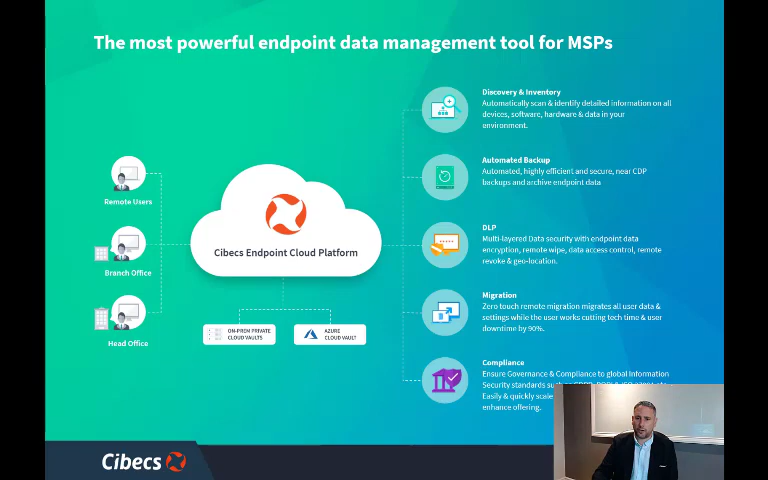 The most powerful endpoint data management tool for MSPs
Remote Users
Branch Office
Head Office
Cibecs Endpoint Cloud Platform
ON-PREM PRIVATE
CLOUD VAULTS
AZURE
CLOUD VAULT
Discovery & Inventory
Automatically scan & identify detailed information on all
devices, software, hardware & data in your
environment.
Automated Backup
Automated, highly efficient and secure, near CDP
backups and archive endpoint data
DLP
Multi-layered Data security with endpoint data
encryption, remote wipe, data access control, remote
revoke & geo-location.
Migration
Zero touch remote migration migrates all user data &
settings while the user works cutting tech time & user
downtime by 90%.
Compliance
Ensure Governance & Compliance to global Information
Security standards
Easily & quickly scale
enhance offering.
Cibecs